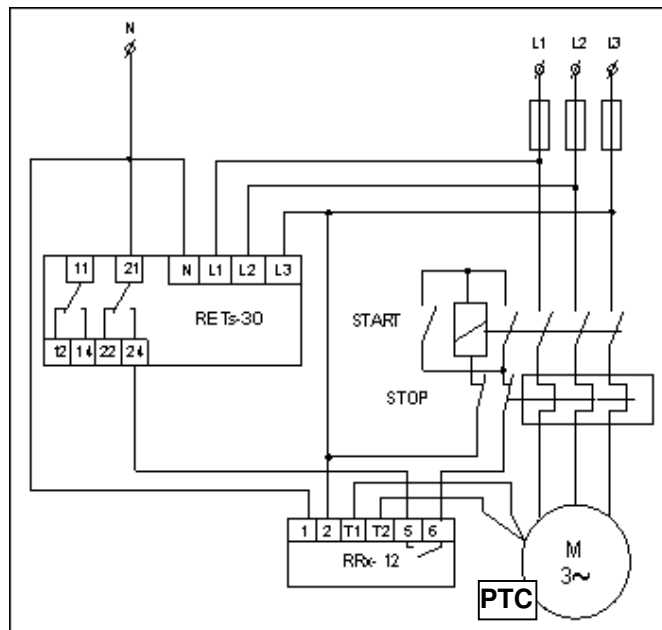 N
L1 L2 L3
11 21 N L1 L2 L3
RETs-30
12 14 22 24
START
STOP
1 2 T1 T2 5 6
RRx- 12
M
3~
PTC